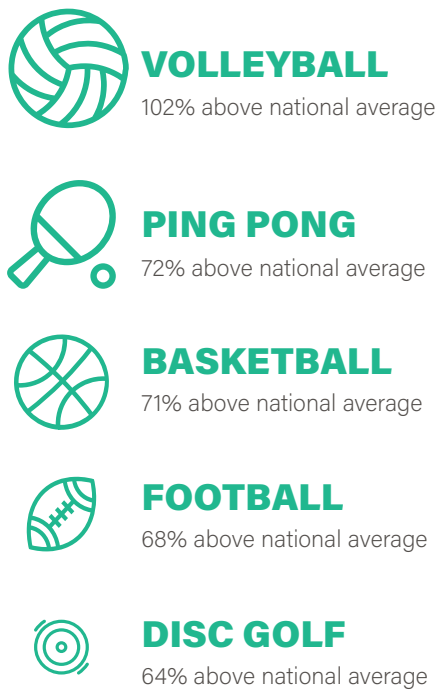 VOLLEYBALL
102% above national average
PING PONG
72% above national average
BASKETBALL
71% above national average
FOOTBALL
68% above national average
DISC GOLF
64% above national average